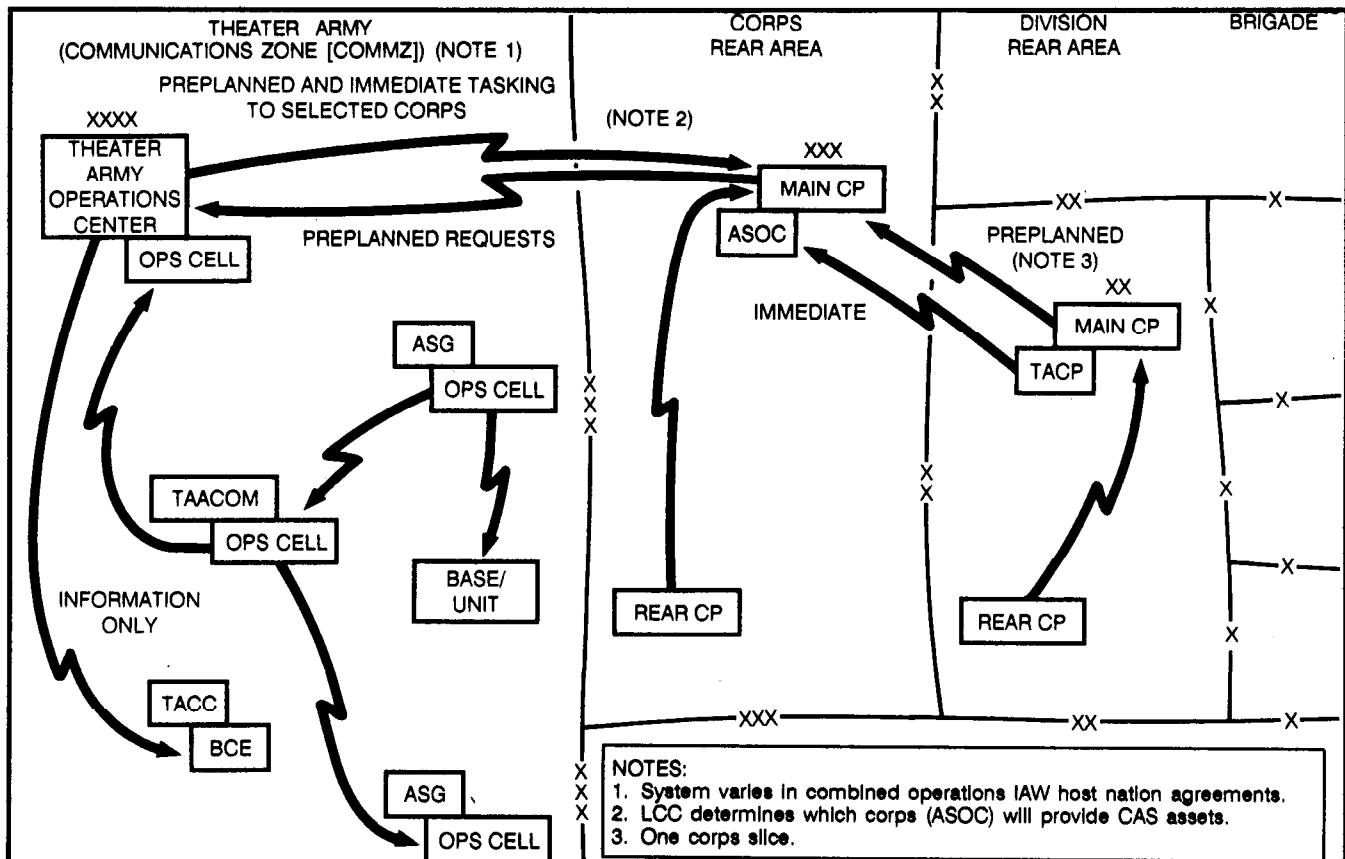 THEATER ARMY
(COMMUNICATIONS ZONE [COMMZ]) (NOTE 1)
CORPS
REAR AREA
DIVISION
REAR AREA
BRIGADE
PREPLANNED AND IMMEDIATE TASKING
TO SELECTED CORPS
(NOTE 2)
XXXX
THEATER
ARMY
OPERATIONS
CENTER
OPS CELL
PREPLANNED REQUESTS
XXX
MAIN CP
ASOC
XX
XX
X
PREPLANNED
(NOTE 3)
IMMEDIATE
XX
MAIN CP
TACP
X
ASG
OPS CELL
XXX
X
TAACOM
OPS CELL
XX
X
BASE/
UNIT
X
INFORMATION
ONLY
REAR CP
REAR CP
X
TACC
BCE
XXX
XX
X
XXX
ASG
OPS CELL
NOTES:
1. System varies in combined operations IAW host nation agreements.
2. LCC determines which corps (ASOC) will provide CAS assets.
3. One corps slice.